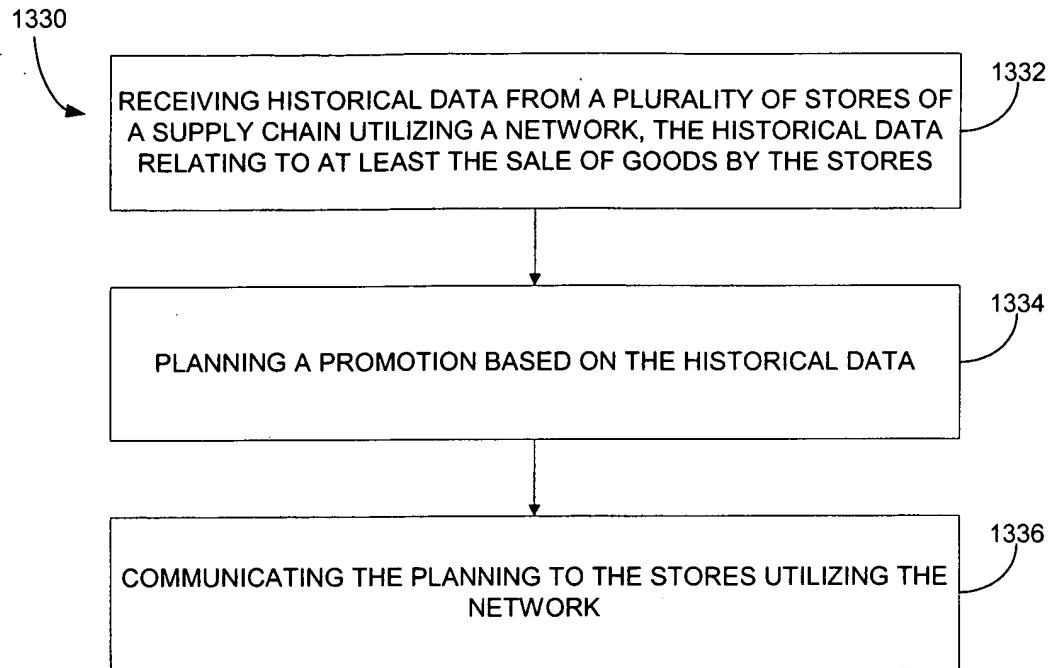 1330
1332
RECEIVING HISTORICAL DATA FROM A PLURALITY OF STORES OF
A SUPPLY CHAIN UTILIZING A NETWORK, THE HISTORICAL DATA
RELATING TO AT LEAST THE SALE OF GOODS BY THE STORES
1334
PLANNING A PROMOTION BASED ON THE HISTORICAL DATA
1336
COMMUNICATING THE PLANNING TO THE STORES UTILIZING THE
NETWORK